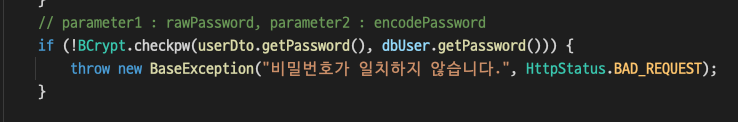 }
// parameter1 : rawPassword, parameter2 : encodePassword
if (!BCrypt.checkpw(userDto.getPassword(), dbUser.getPassword())) {
throw new BaseException("비밀번호가 일치하지 않습니다.", HttpStatus.BAD_REQUEST);
}